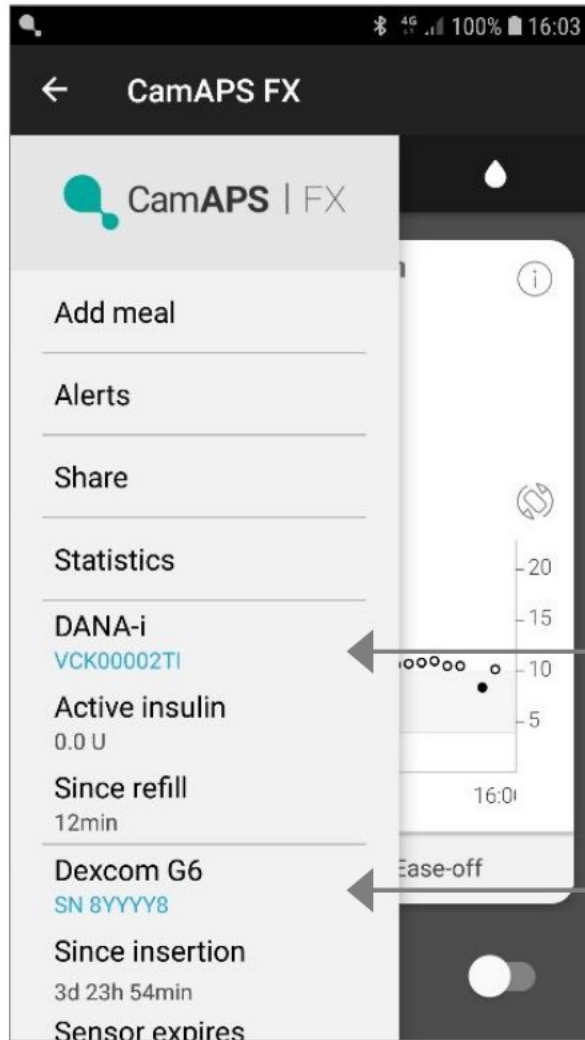 4G 100% 16:03
CamAPS FX
CamAPS | FX
Add meal
Alerts
Share
Statistics
DANA-i
VCK00002TI
Active insulin
0.0 U
Since refill
12min
Dexcom G6
SN 8YYYY8
Since insertion
3d 23h 54min
Sensor expires
20
15
10
5
16:0
Ease-off